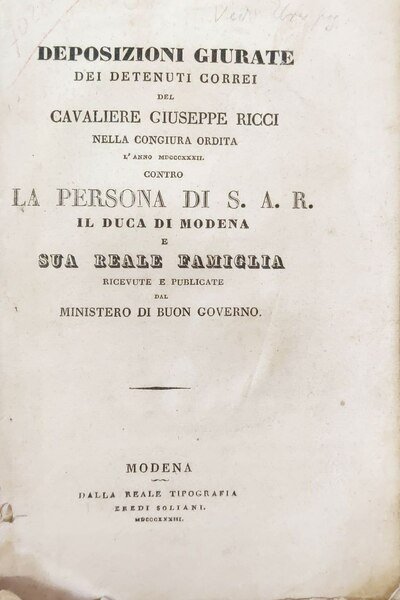 DEPOSIZIONI GIURATE
DEI DETENUTI CORREI
DEL
CAVALIERE GIUSEPPE RICCI
NELLA CONGIURA ORDITA
L'ANNO MDCCCXXXII.
CONTRO
LA PERSONA DI S. A. R.
IL DUCA DI MODENA
E
SUA REALE FAMIGLIA
RICEVUTE E PUBLICATE
DAL
MINISTERO DI BUON GOVERNO.
MODENA
DALLA REALE TIPOGRAFIA
EREDI SOLIANI.
MDCCCXXXIII.